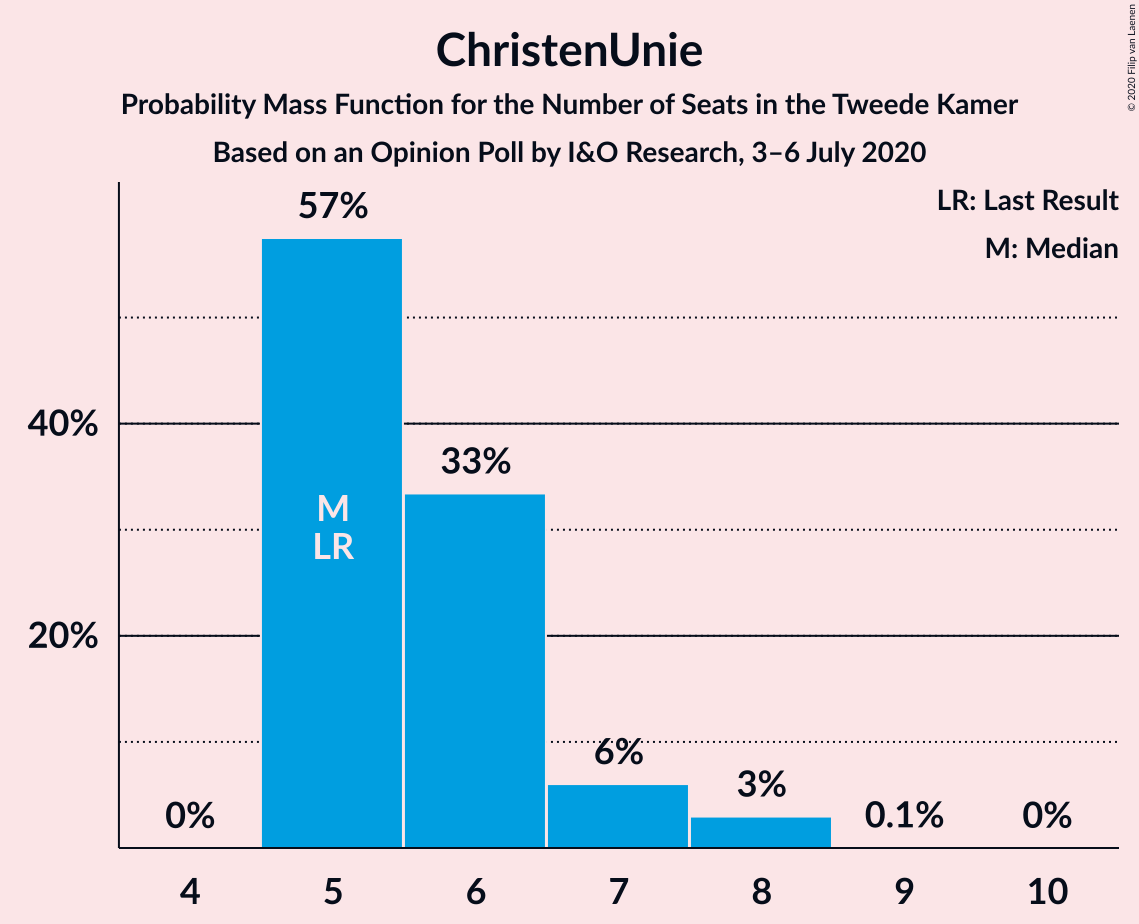 ChristenUnie
Probability Mass Function for the Number of Seats in the Tweede Kamer
Based on an Opinion Poll by I&O Research, 3–6 July 2020
© 2020 Filip van Laenen
LR: Last Result
M: Median
57%
40%
33%
M
LR
20%
6%
3%
0%
0.1%
0%
4
5
6
7
8
9
10